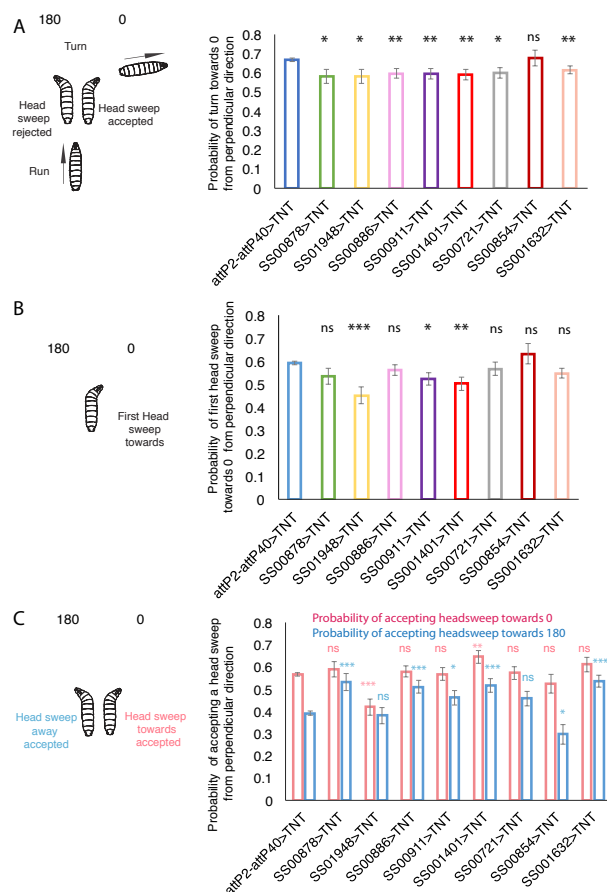 A
180
0
Turn
Head
sweep
rejected
Head sweep
accepted
Run
Probability of turn towards 0
from perpendicular direction
0.8
0.7
0.6
0.5
0.4
0.3
0.2
0.1
0
*
*
**
**
**
*
ns
**
attP2-attP40>TNT
SS00878>TNT
SS01948>TNT
SS00886>TNT
SS00911>TNT
SS001401>TNT
SS00721>TNT
SS00854>TNT
SS001632>TNT
B
180
0
First Head
sweep
towards
Probability of first head sweep
towards 0 fom perpendicular direction
0.8
0.7
0.6
0.5
0.4
0.3
0.2
0.1
0
ns
***
ns
*
**
ns
ns
ns
attP2-attP40>TNT
SS00878>TNT
SS01948>TNT
SS00886>TNT
SS00911>TNT
SS001401>TNT
SS00721>TNT
SS00854>TNT
SS001632>TNT
C
180
0
Head sweep
away
accepted
Head sweep
towards
accepted
Probability of accepting a head sweep
from perpendicular direction
Probability of accepting headsweep towards 0
Probability of accepting headsweep towards 180
0.8
0.7
0.6
0.5
0.4
0.3
0.2
0.1
0
ns
***
***
ns
ns
***
ns
*
**
***
ns
ns
ns
*
ns
***
attP2-attP40>TNT
SS00878>TNT
SS01948>TNT
SS00886>TNT
SS00911>TNT
SS001401>TNT
SS00721>TNT
SS00854>TNT
SS001632>TNT